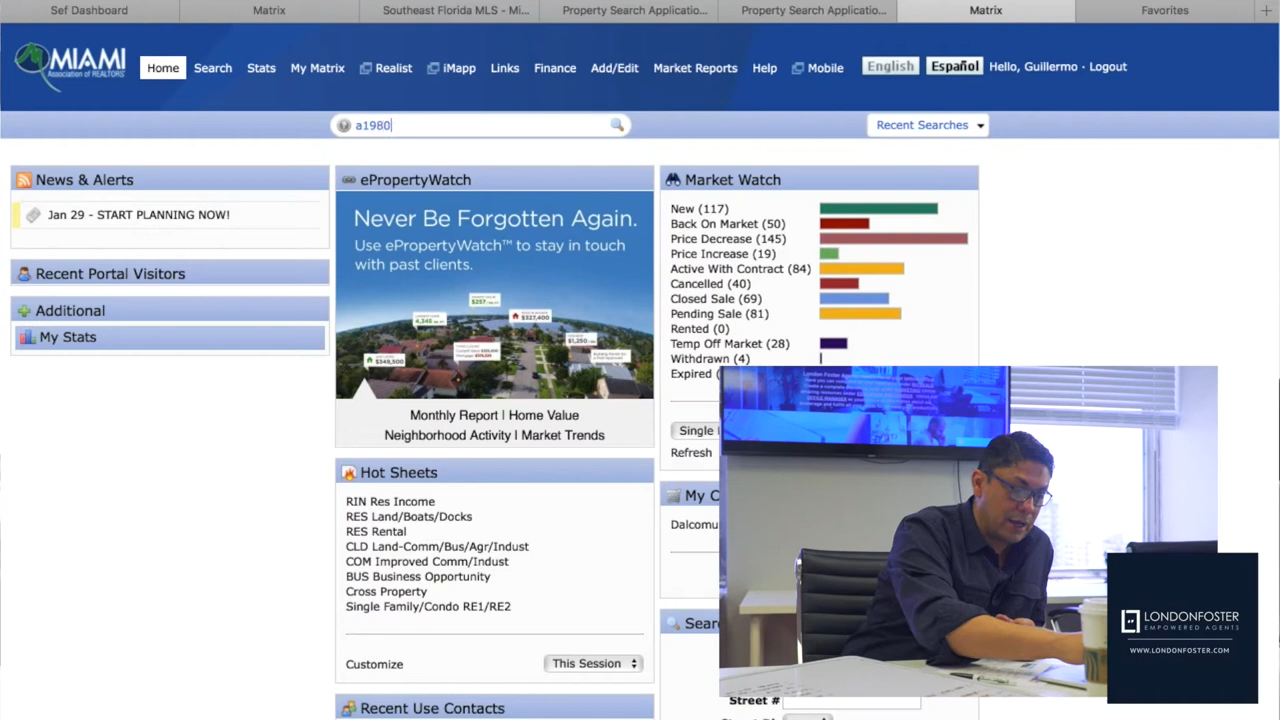 Sef Dashboard
Matrix
Southeast Florida MLS - Mi...
Property Search Applicatio...
Property Search Applicatio...
Matrix
Favorites
MIAMI
Association of REALTORS
Home
Search
Stats
My Matrix
Realist
iMapp
Links
Finance
Add/Edit
Market Reports
Help
Mobile
English
Español
Hello, Guillermo - Logout
a1980
Recent Searches
News & Alerts
Jan 29 - START PLANNING NOW!
Recent Portal Visitors
Additional
My Stats
ePropertyWatch
Never Be Forgotten Again.
Use ePropertyWatch™ to stay in touch
with past clients.
$327,400
$1,250
$348,500
Monthly Report | Home Value
Neighborhood Activity | Market Trends
Hot Sheets
RIN Res Income
RES Land/Boats/Docks
RES Rental
CLD Land-Comm/Bus/Agr/Indust
COM Improved Comm/Indust
BUS Business Opportunity
Cross Property
Single Family/Condo RE1/RE2
Customize
This Session
Recent Use Contacts
Market Watch
New (117)
Back On Market (50)
Price Decrease (145)
Price Increase (19)
Active With Contract (84)
Cancelled (40)
Closed Sale (69)
Pending Sale (81)
Rented (0)
Temp Off Market (28)
Withdrawn (4)
Expired (
Single
Refresh
My C
Dalcomu
Sear
Street #
LONDONFOSTER
EMPOWERED AGENTS
WWW.LONDONFOSTER.COM